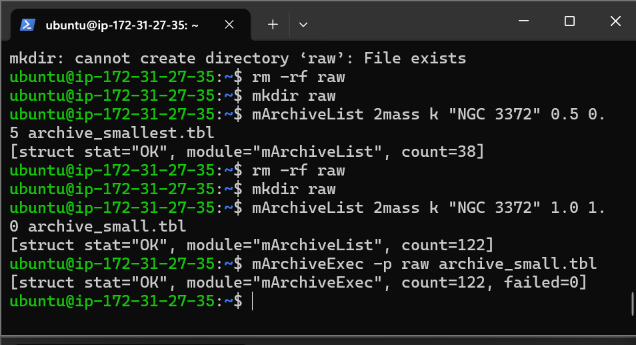 ubuntu@ip-172-31-27-35: ~
mkdir: cannot create directory ‘raw’: File exists
ubuntu@ip-172-31-27-35:~$ rm -rf raw
ubuntu@ip-172-31-27-35:~$ mkdir raw
ubuntu@ip-172-31-27-35:~$ mArchiveList 2mass k "NGC 3372" 0.5 0.
5 archive_smallest.tbl
[struct stat="OK", module="mArchiveList", count=38]
ubuntu@ip-172-31-27-35:~$ rm -rf raw
ubuntu@ip-172-31-27-35:~$ mkdir raw
ubuntu@ip-172-31-27-35:~$ mArchiveList 2mass k "NGC 3372" 1.0 1.
0 archive_small.tbl
[struct stat="OK", module="mArchiveList", count=122]
ubuntu@ip-172-31-27-35:~$ mArchiveExec -p raw archive_small.tbl
[struct stat="OK", module="mArchiveExec", count=122, failed=0]
ubuntu@ip-172-31-27-35:~$